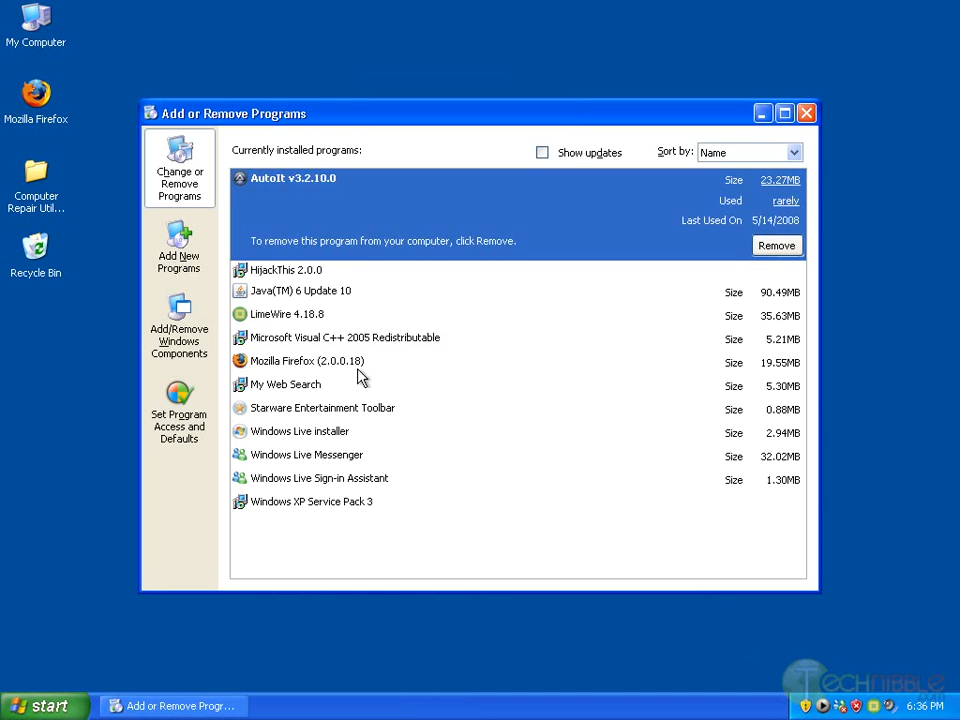 My Computer
Mozilla Firefox
Computer
Repair Util...
Recycle Bin
Add or Remove Programs
Change or
Remove
Programs
Add New
Programs
Add/Remove
Windows
Components
Set Program
Access and
Defaults
Currently installed programs:
Show updates
Sort by:
Name
AutoIt v3.2.10.0
Size 23.27MB
Used rarely
Last Used On 5/14/2008
To remove this program from your computer, click Remove.
Remove
HijackThis 2.0.0
Java(TM) 6 Update 10 Size 90.49MB
LimeWire 4.18.8 Size 35.63MB
Microsoft Visual C++ 2005 Redistributable Size 5.21MB
Mozilla Firefox (2.0.0.18) Size 19.55MB
My Web Search Size 5.30MB
Starware Entertainment Toolbar Size 0.88MB
Windows Live installer Size 2.94MB
Windows Live Messenger Size 32.02MB
Windows Live Sign-in Assistant Size 1.30MB
Windows XP Service Pack 3
Technibble
.com
start
Add or Remove Progr...
6:36 PM